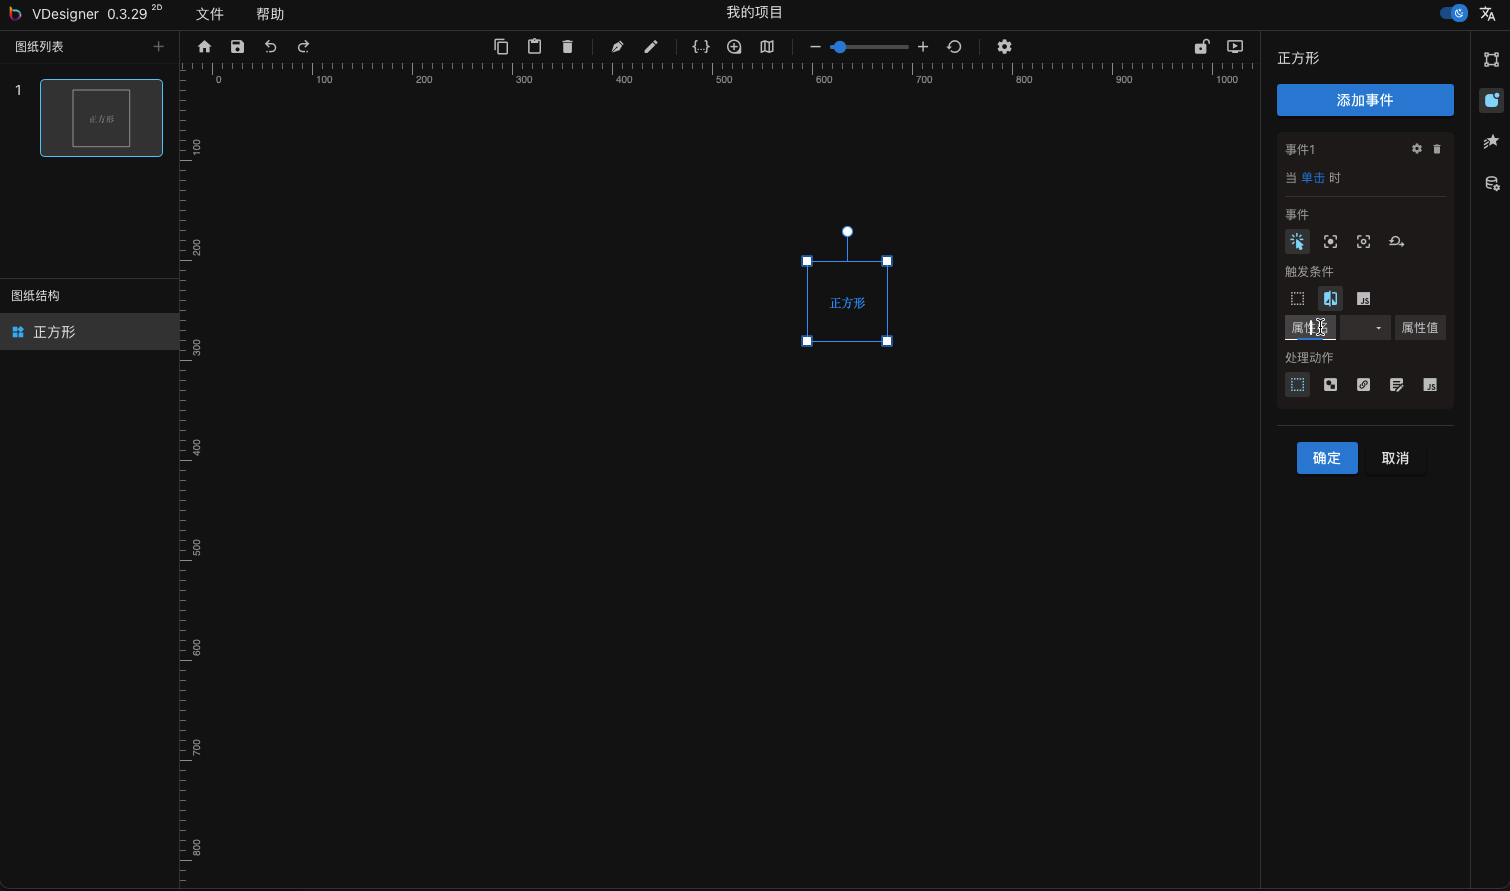 VDesigner 0.3.29 2D
文件
帮助
我的项目
图纸列表
1
正方形
图纸结构
正方形
0 100 200 300 400 500 600 700 800 900 1000
100
200
300
400
500
600
700
800
正方形
正方形
添加事件
事件1
当 单击 时
事件
触发条件
JS
属性 属性值
处理动作
JS
确定 取消